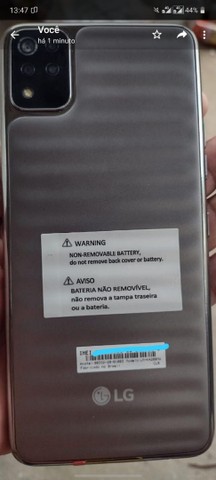 13:47
44%
Você
há 1 minuto
WARNING
NON-REMOVABLE BATTERY,
do not remove back cover or battery.
AVISO
BATERIA NÃO REMOVÍVEL,
não remova a tampa traseira
ou a bateria.
IMEI
LG